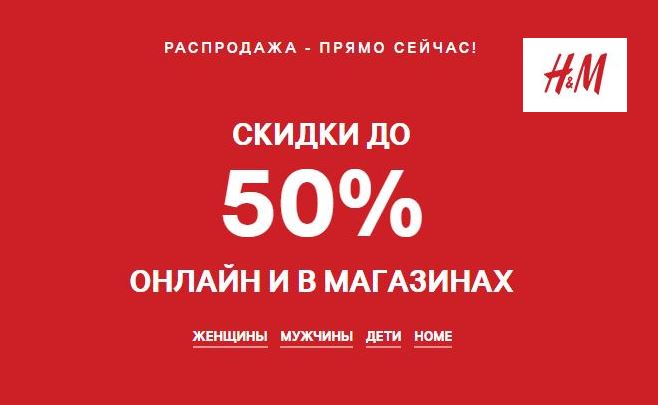 РАСПРОДАЖА - ПРЯМО СЕЙЧАС!
H&M
СКИДКИ ДО
50%
ОНЛАЙН И В МАГАЗИНАХ
ЖЕНЩИНЫ МУЖЧИНЫ ДЕТИ HOME